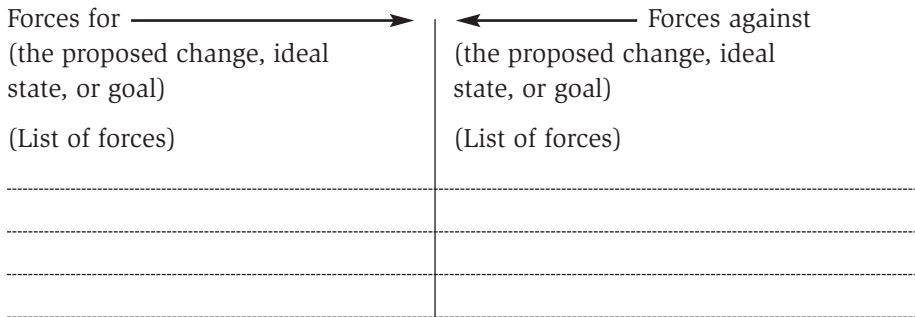 Forces for
(the proposed change, ideal
state, or goal)
(List of forces)
Forces against
(the proposed change, ideal
state, or goal)
(List of forces)